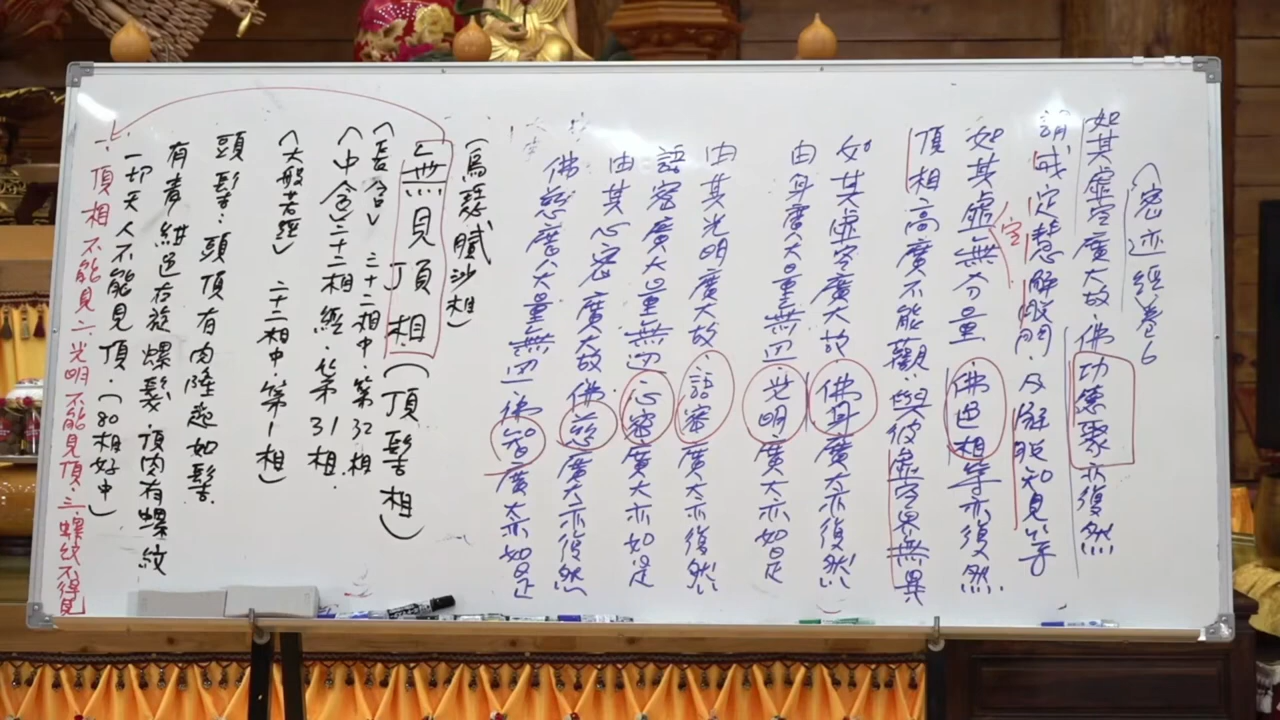 (密迹經卷6
如其虛空廣大故·佛功德聚亦復然
謂戒定慧解脫門·及解脫知見等
如其虛無分量 佛色相等亦復然
空
頂相高廣不能觀·與彼虛空界無異
如其虛空廣大故 佛身廣大亦復然
由身廣大量無邊·光明廣大亦如是
由其光明廣大故·語密廣大亦復然
語密廣大量無邊 心密廣大亦如是
由其心密廣大故 佛慈廣大亦復然
佛慈廣大量無邊·佛智廣大亦如是
(烏瑟膩沙相)
無見頂相(頂髻相)
(長含) 三十二相中·第32相
(中含)三十二相經·第31相·
(大般若經) 三十二相中·第1相)
頭髻·頭頂有肉隆起如髻·
有青紺色右旋螺髮·頂肉有螺紋
一切天人不能見頂·(80相好中)
一、頂相不能見 二、光明不能見頂·三、螺紋不得見